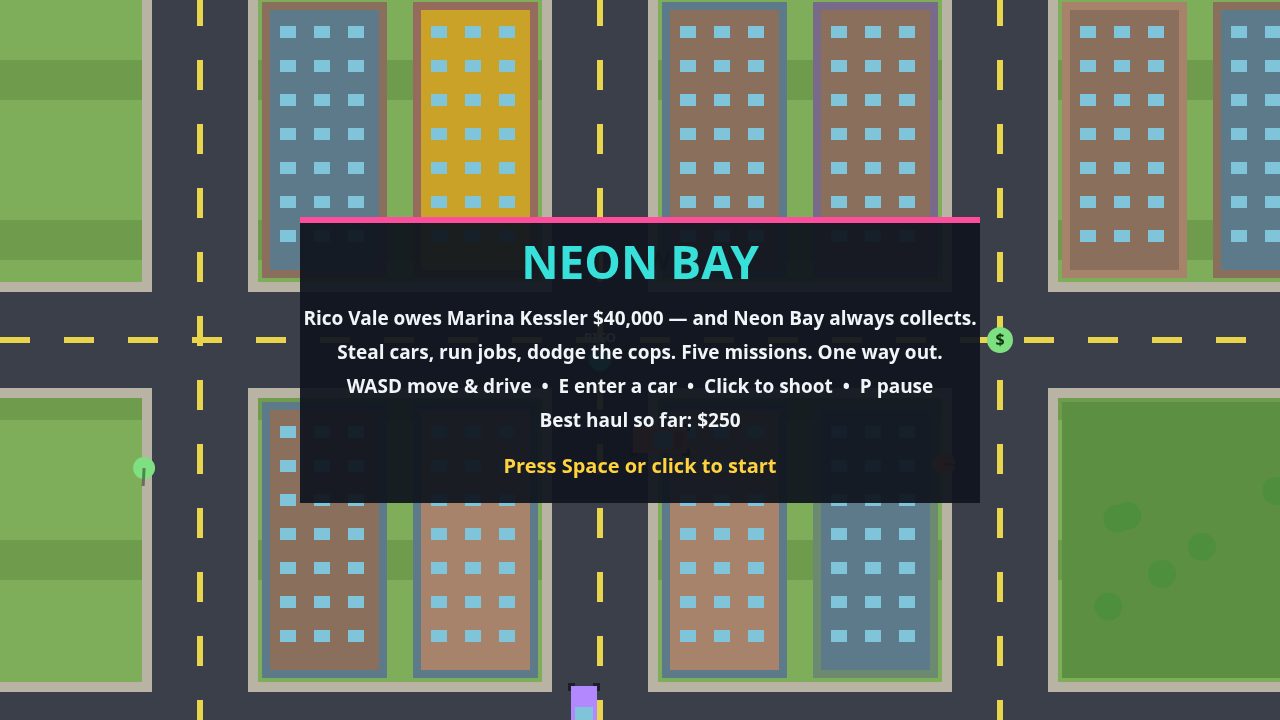 NEON BAY
Rico Vale owes Marina Kessler $40,000 — and Neon Bay always collects.
Steal cars, run jobs, dodge the cops. Five missions. One way out.
WASD move & drive • E enter a car • Click to shoot • P pause
Best haul so far: $250
Press Space or click to start
$